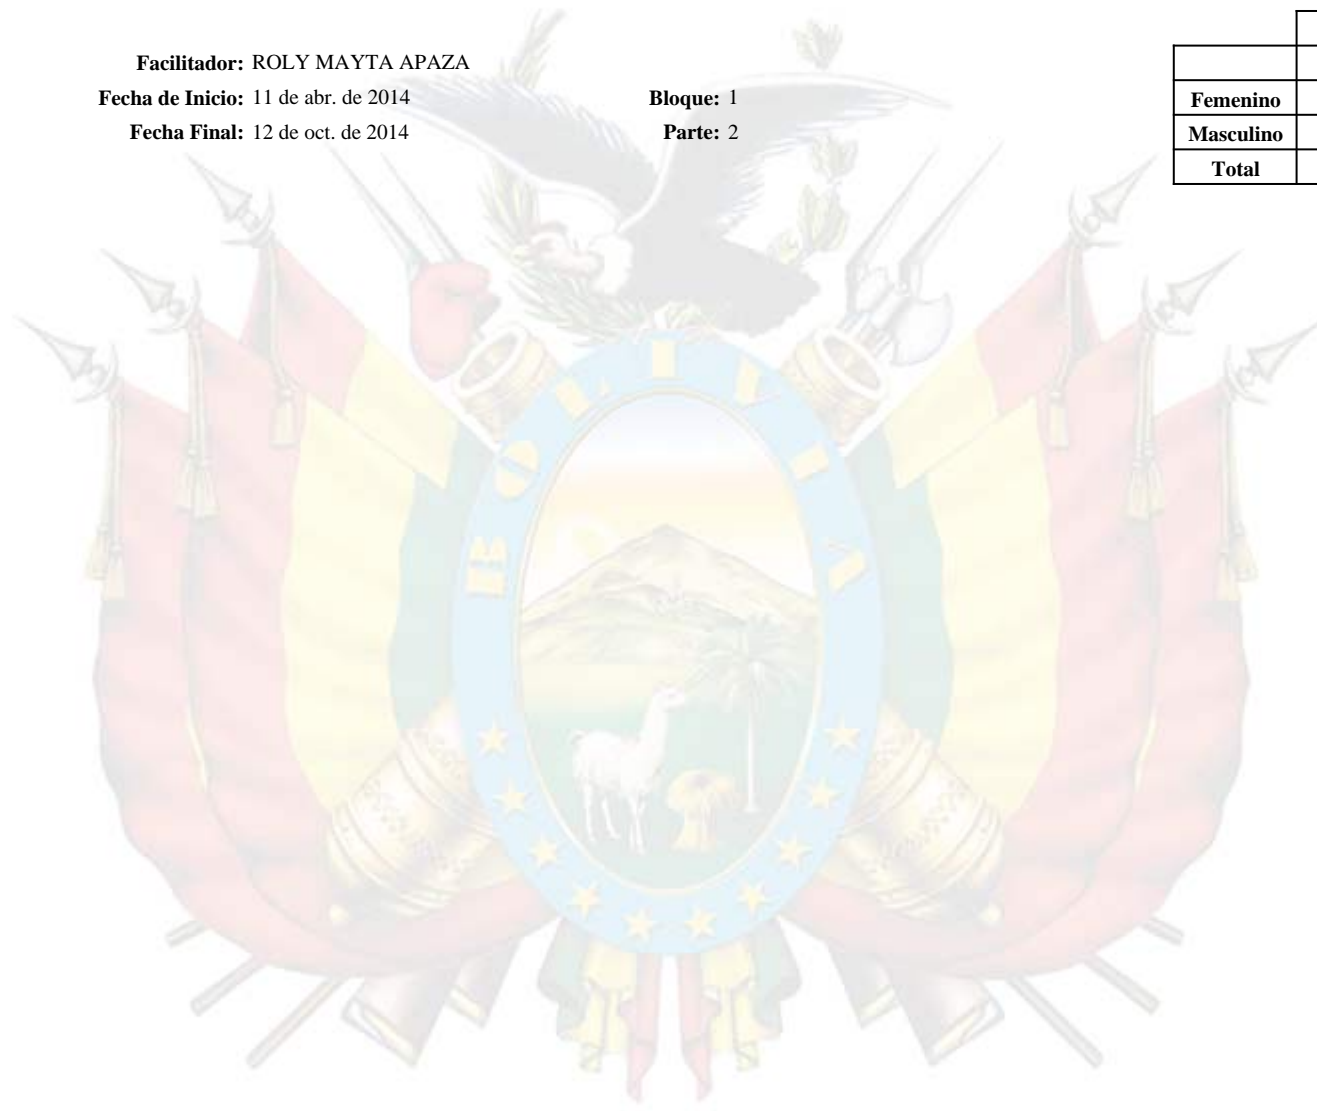 Facilitador: ROLY MAYTA APAZA
Fecha de Inicio: 11 de abr. de 2014 Bloque: 1
Fecha Final: 12 de oct. de 2014 Parte: 2
Femenino
Masculino
Total
BOLIVIA